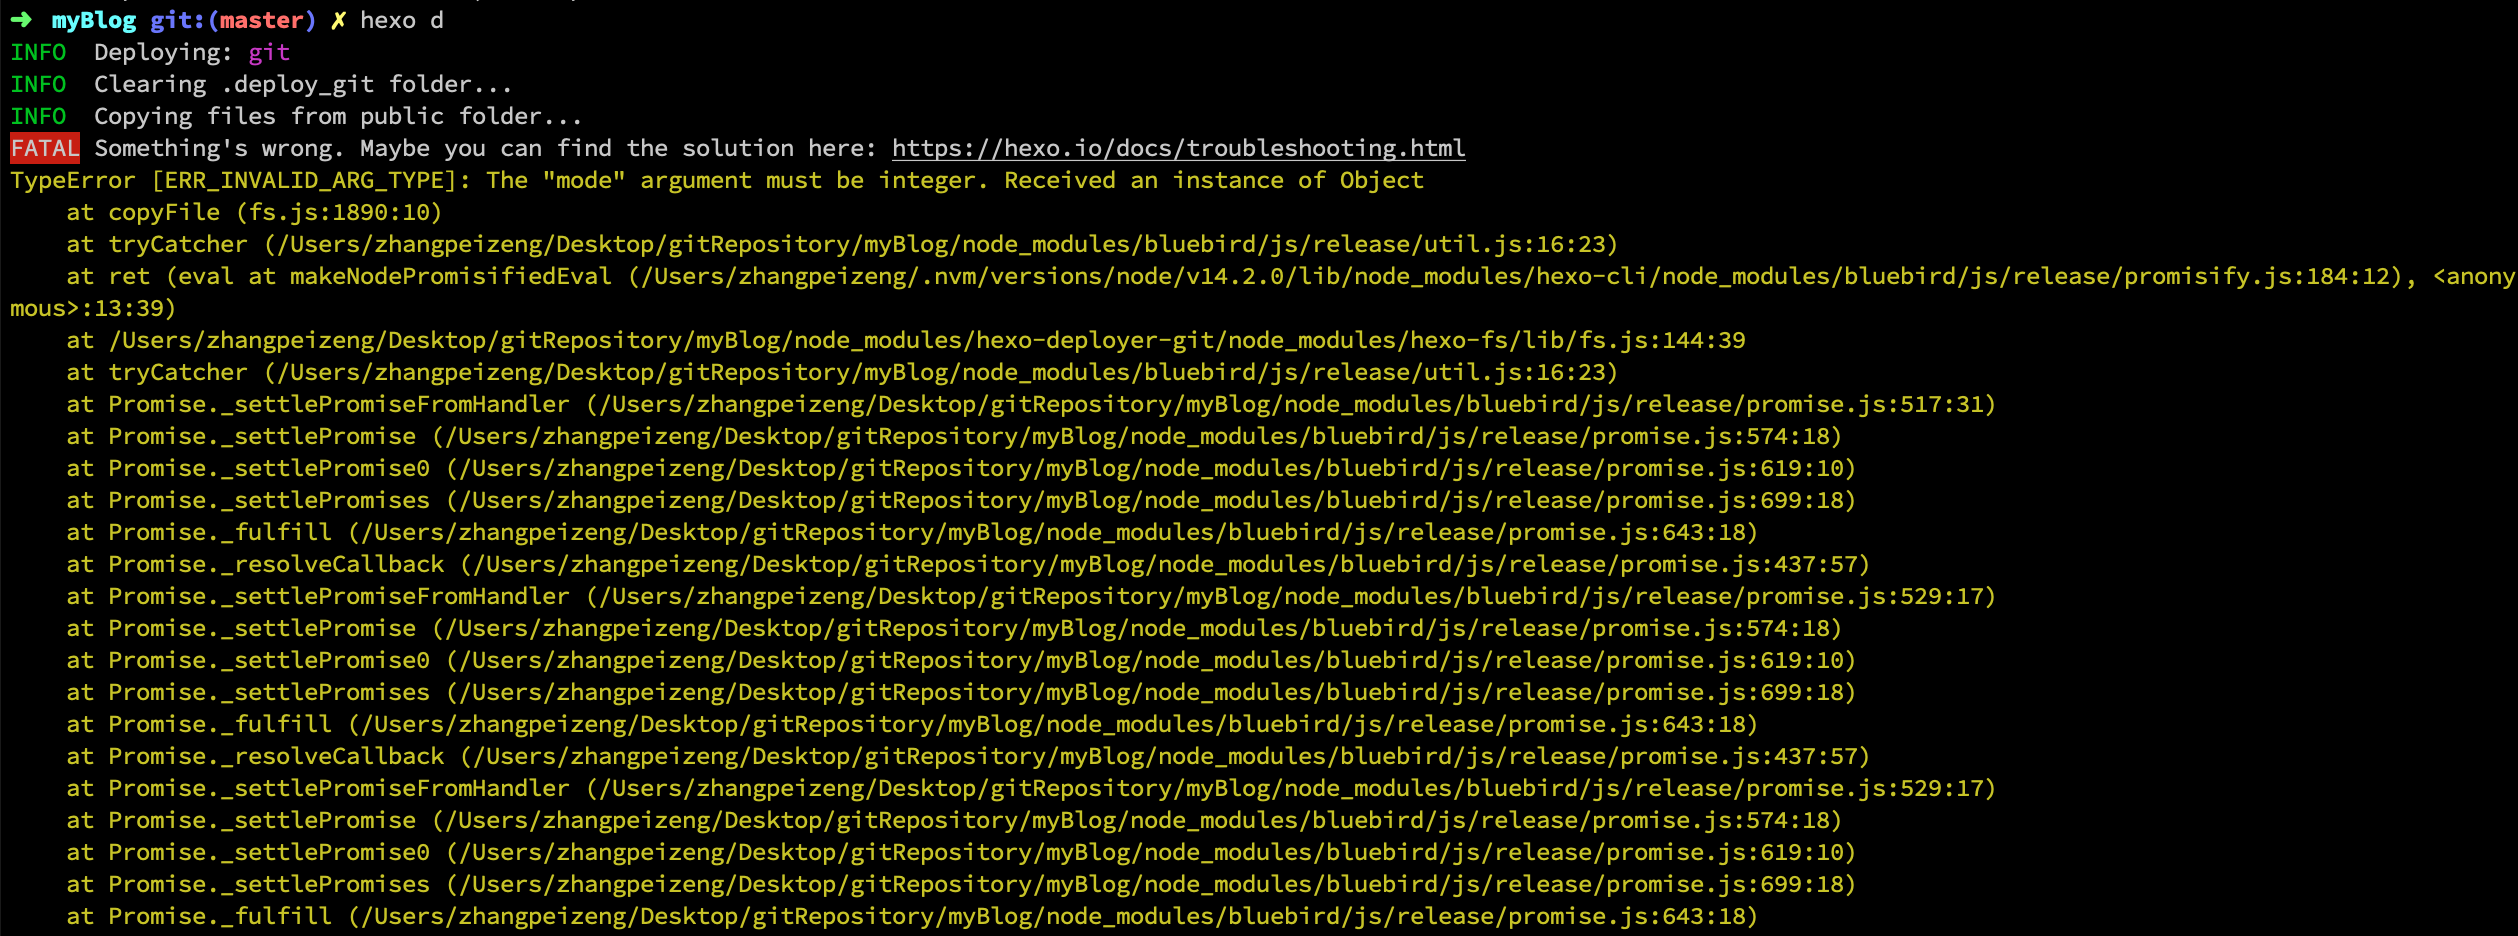 ➜ myBlog git:(master) ✗ hexo d
INFO  Deploying: git
INFO  Clearing .deploy_git folder...
INFO  Copying files from public folder...
FATAL Something's wrong. Maybe you can find the solution here: https://hexo.io/docs/troubleshooting.html
TypeError [ERR_INVALID_ARG_TYPE]: The "mode" argument must be integer. Received an instance of Object
    at copyFile (fs.js:1890:10)
    at tryCatcher (/Users/zhangpeizeng/Desktop/gitRepository/myBlog/node_modules/bluebird/js/release/util.js:16:23)
    at ret (eval at makeNodePromisifiedEval (/Users/zhangpeizeng/.nvm/versions/node/v14.2.0/lib/node_modules/hexo-cli/node_modules/bluebird/js/release/promisify.js:184:12), <anony
mous>:13:39)
    at /Users/zhangpeizeng/Desktop/gitRepository/myBlog/node_modules/hexo-deployer-git/node_modules/hexo-fs/lib/fs.js:144:39
    at tryCatcher (/Users/zhangpeizeng/Desktop/gitRepository/myBlog/node_modules/bluebird/js/release/util.js:16:23)
    at Promise._settlePromiseFromHandler (/Users/zhangpeizeng/Desktop/gitRepository/myBlog/node_modules/bluebird/js/release/promise.js:517:31)
    at Promise._settlePromise (/Users/zhangpeizeng/Desktop/gitRepository/myBlog/node_modules/bluebird/js/release/promise.js:574:18)
    at Promise._settlePromise0 (/Users/zhangpeizeng/Desktop/gitRepository/myBlog/node_modules/bluebird/js/release/promise.js:619:10)
    at Promise._settlePromises (/Users/zhangpeizeng/Desktop/gitRepository/myBlog/node_modules/bluebird/js/release/promise.js:699:18)
    at Promise._fulfill (/Users/zhangpeizeng/Desktop/gitRepository/myBlog/node_modules/bluebird/js/release/promise.js:643:18)
    at Promise._resolveCallback (/Users/zhangpeizeng/Desktop/gitRepository/myBlog/node_modules/bluebird/js/release/promise.js:437:57)
    at Promise._settlePromiseFromHandler (/Users/zhangpeizeng/Desktop/gitRepository/myBlog/node_modules/bluebird/js/release/promise.js:529:17)
    at Promise._settlePromise (/Users/zhangpeizeng/Desktop/gitRepository/myBlog/node_modules/bluebird/js/release/promise.js:574:18)
    at Promise._settlePromise0 (/Users/zhangpeizeng/Desktop/gitRepository/myBlog/node_modules/bluebird/js/release/promise.js:619:10)
    at Promise._settlePromises (/Users/zhangpeizeng/Desktop/gitRepository/myBlog/node_modules/bluebird/js/release/promise.js:699:18)
    at Promise._fulfill (/Users/zhangpeizeng/Desktop/gitRepository/myBlog/node_modules/bluebird/js/release/promise.js:643:18)
    at Promise._resolveCallback (/Users/zhangpeizeng/Desktop/gitRepository/myBlog/node_modules/bluebird/js/release/promise.js:437:57)
    at Promise._settlePromiseFromHandler (/Users/zhangpeizeng/Desktop/gitRepository/myBlog/node_modules/bluebird/js/release/promise.js:529:17)
    at Promise._settlePromise (/Users/zhangpeizeng/Desktop/gitRepository/myBlog/node_modules/bluebird/js/release/promise.js:574:18)
    at Promise._settlePromise0 (/Users/zhangpeizeng/Desktop/gitRepository/myBlog/node_modules/bluebird/js/release/promise.js:619:10)
    at Promise._settlePromises (/Users/zhangpeizeng/Desktop/gitRepository/myBlog/node_modules/bluebird/js/release/promise.js:699:18)
    at Promise._fulfill (/Users/zhangpeizeng/Desktop/gitRepository/myBlog/node_modules/bluebird/js/release/promise.js:643:18)